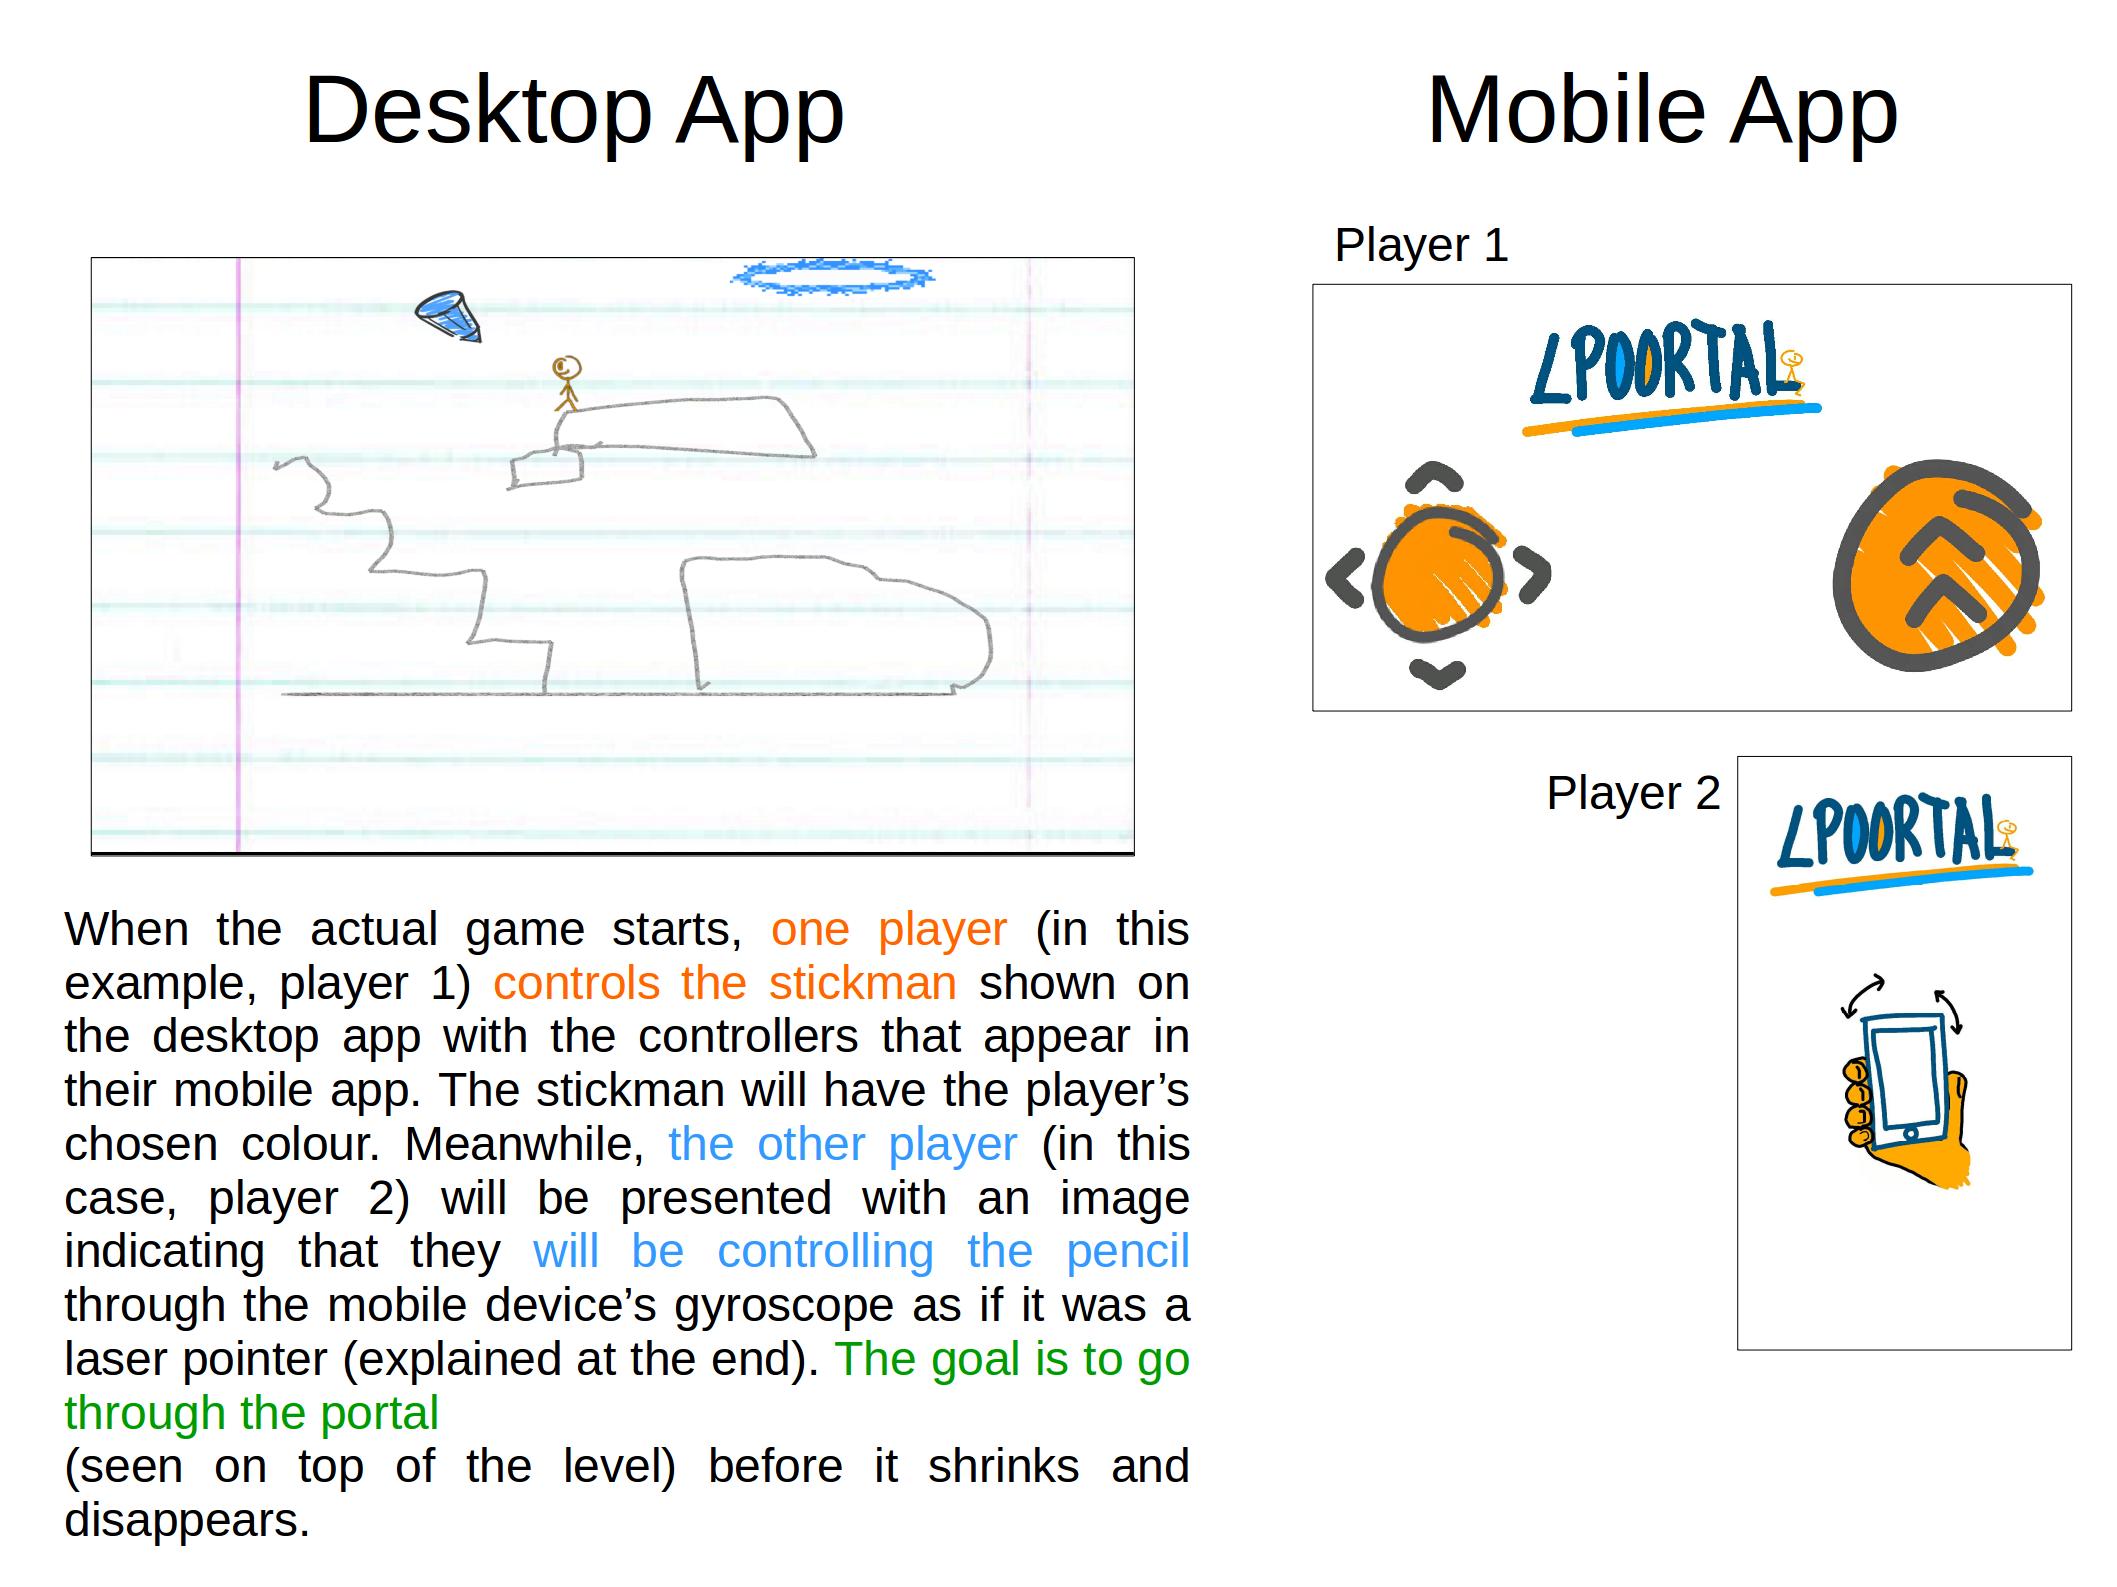 Desktop App
Mobile App
Player 1
LPOORTAL
Player 2
LPOORTAL
When the actual game starts, one player (in this
example, player 1) controls the stickman shown on
the desktop app with the controllers that appear in
their mobile app. The stickman will have the player’s
chosen colour. Meanwhile, the other player (in this
case, player 2) will be presented with an image
indicating that they will be controlling the pencil
through the mobile device’s gyroscope as if it was a
laser pointer (explained at the end). The goal is to go
through the portal
(seen on top of the level) before it shrinks and
disappears.